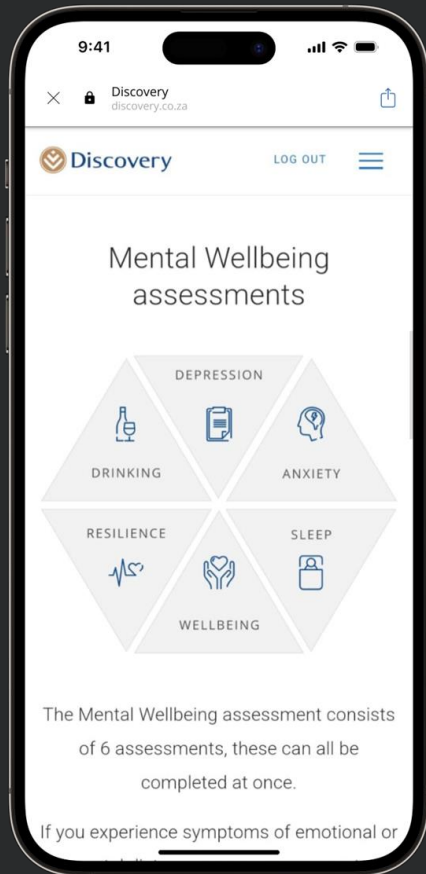 9:41
Discovery
discovery.co.za
Discovery
LOG OUT
Mental Wellbeing
assessments
DEPRESSION
DRINKING
ANXIETY
RESILIENCE
SLEEP
WELLBEING
The Mental Wellbeing assessment consists
of 6 assessments, these can all be
completed at once.
If you experience symptoms of emotional or